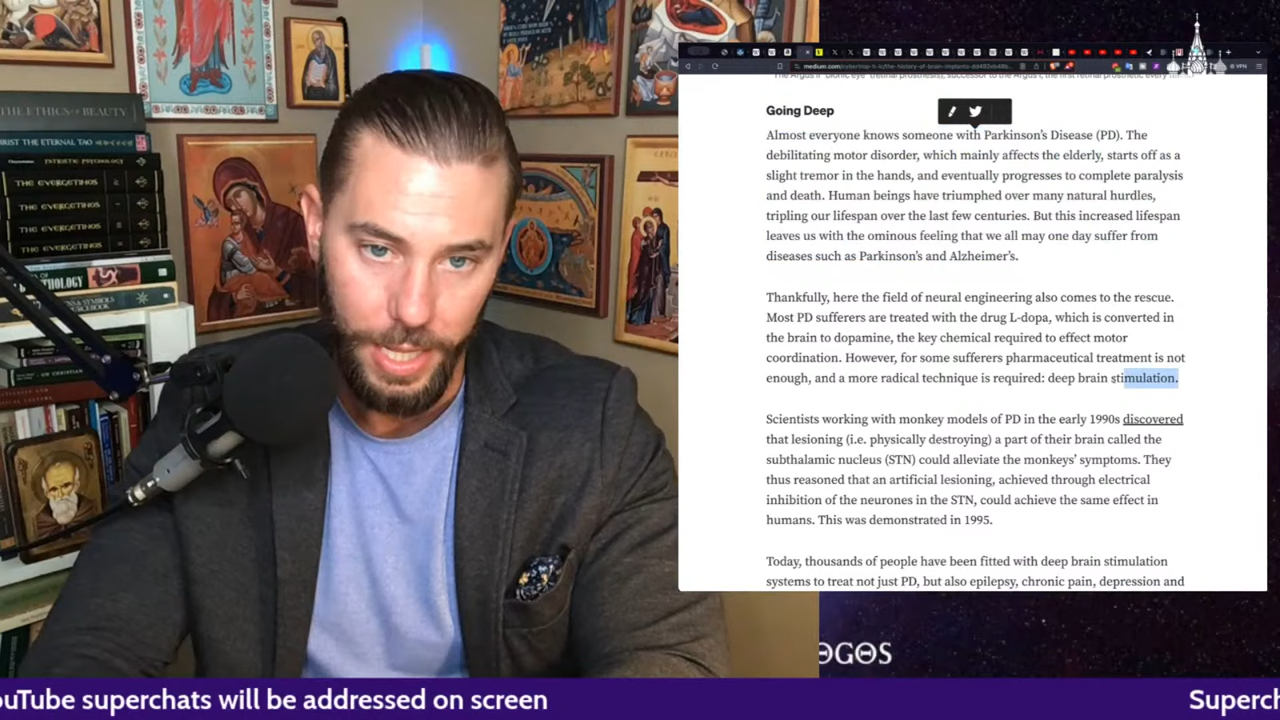 THE ETHICS OF BEAUTY
CHRIST THE ETERNAL TAO
PATRISTIC PSYCHOLOGY
THE EVERGETINOS
THE EVERGETINOS
THE EVERGETINOS
THE EVERGETINOS
Going Deep
Almost everyone knows someone with Parkinson's Disease (PD). The
debilitating motor disorder, which mainly affects the elderly, starts off as a
slight tremor in the hands, and eventually progresses to complete paralysis
and death. Human beings have triumphed over many natural hurdles,
tripling our lifespan over the last few centuries. But this increased lifespan
leaves us with the ominous feeling that we all may one day suffer from
diseases such as Parkinson's and Alzheimer's.
Thankfully, here the field of neural engineering also comes to the rescue.
Most PD sufferers are treated with the drug L-dopa, which is converted in
the brain to dopamine, the key chemical required to effect motor
coordination. However, for some sufferers pharmaceutical treatment is not
enough, and a more radical technique is required: deep brain stimulation.
Scientists working with monkey models of PD in the early 1990s discovered
that lesioning (i.e. physically destroying) a part of their brain called the
subthalamic nucleus (STN) could alleviate the monkeys' symptoms. They
thus reasoned that an artificial lesioning, achieved through electrical
inhibition of the neurones in the STN, could achieve the same effect in
humans. This was demonstrated in 1995.
Today, thousands of people have been fitted with deep brain stimulation
systems to treat not just PD, but also epilepsy, chronic pain, depression and
OGOS
ouTube superchats will be addressed on screen
Superch